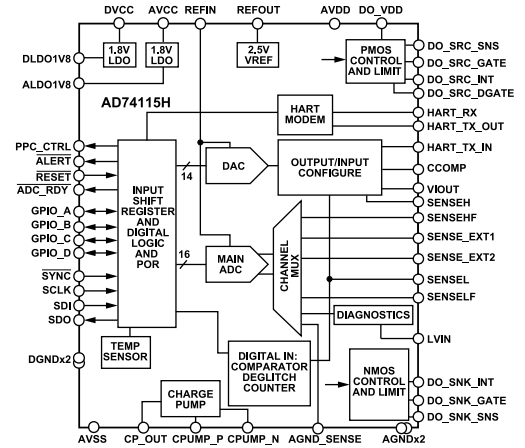 DVCC AVCC REFIN REFOUT AVDD DO_VDD
1.8V LDO
1.8V LDO
2.5V VREF
DLDO1V8
ALDO1V8
PMOS CONTROL AND LIMIT
DO_SRC_SNS
DO_SRC_GATE
DO_SRC_INT
DO_SRC_DGATE
AD74115H
HART MODEM
HART_RX
HART_TX_OUT
PPC_CTRL
ALERT
RESET
ADC_RDY
GPIO_A
GPIO_B
GPIO_C
GPIO_D
SYNC
SCLK
SDI
SDO
INPUT SHIFT REGISTER AND DIGITAL LOGIC AND POR
14
DAC
OUTPUT/INPUT CONFIGURE
HART_TX_IN
CCOMP
VIOUT
SENSEH
SENSEHF
SENSE_EXT1
SENSE_EXT2
SENSEL
SENSELF
16
MAIN ADC
CHANNEL MUX
DIAGNOSTICS
LVIN
TEMP SENSOR
DGNDx2
DIGITAL IN: COMPARATOR DEGLITCH COUNTER
NMOS CONTROL AND LIMIT
DO_SNK_INT
DO_SNK_GATE
DO_SNK_SNS
CHARGE PUMP
AVSS CP_OUT CPUMP_P CPUMP_N AGND_SENSE AGNDx2